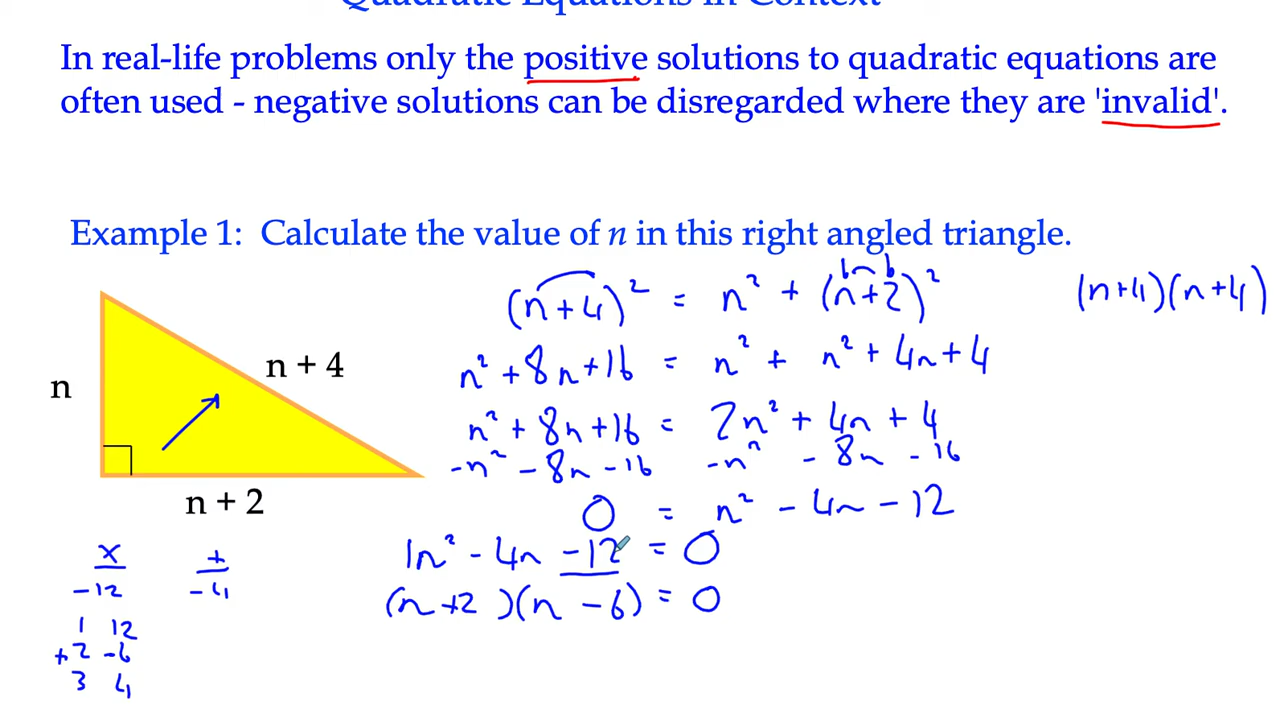 Quadratic Equations in Context
In real-life problems only the positive solutions to quadratic equations are
often used - negative solutions can be disregarded where they are 'invalid'.
Example 1: Calculate the value of n in this right angled triangle.
(n+4)² = n² + (n+2)²
(n+4)(n+4)
n² + 8n + 16 = n² + n² + 4n + 4
n
n + 4
n² + 8n + 16 = 2n² + 4n + 4
-n² - 8n - 16 -n² - 8n - 16
n + 2
0 = n² - 4n - 12
1n² - 4n - 12 = 0
(n +2 )(n - 6) = 0
x +
-12 -4
1 12
+2 -6
3 4